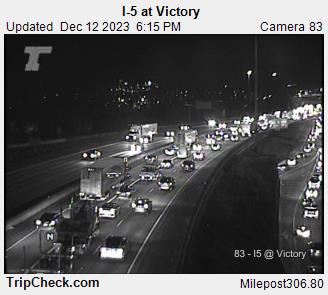 I-5 at Victory
Updated Dec 12 2023 6:15 PM Camera 83
T
N
83 - I5 @ Victory
TripCheck.com Milepost306.80